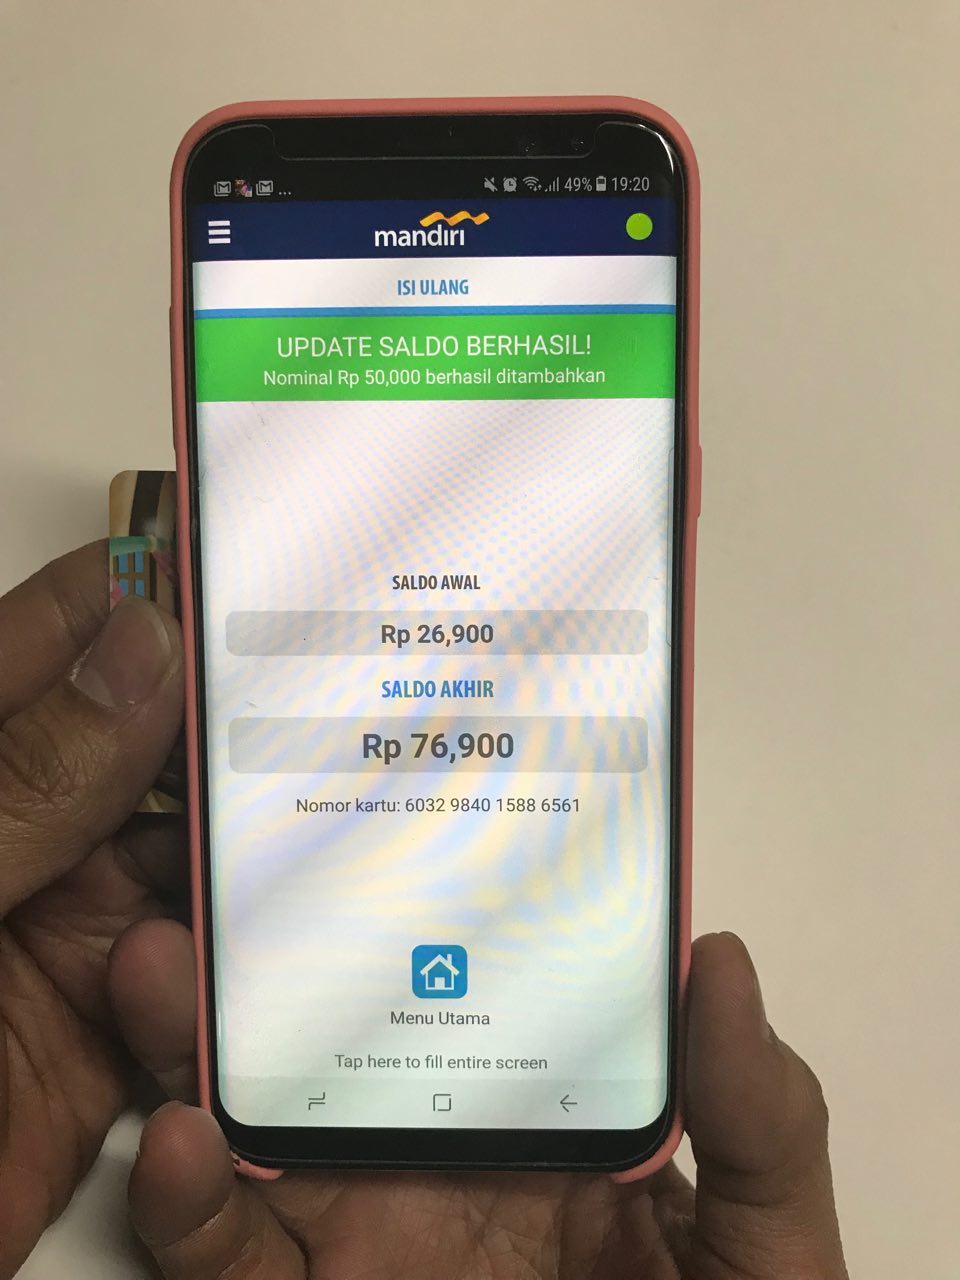 ... 49% 19:20
mandiri
ISI ULANG
UPDATE SALDO BERHASIL!
Nominal Rp 50,000 berhasil ditambahkan
SALDO AWAL
Rp 26,900
SALDO AKHIR
Rp 76,900
Nomor kartu: 6032 9840 1588 6561
Menu Utama
Tap here to fill entire screen